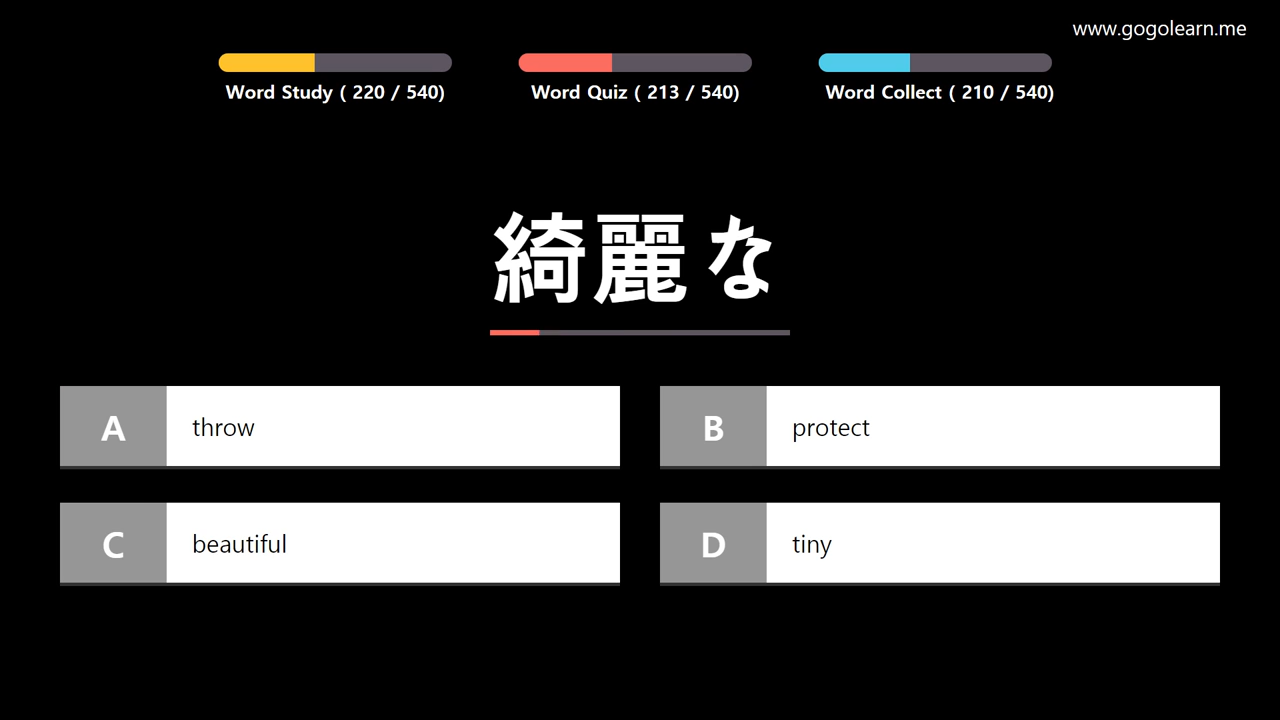 www.gogolearn.me
Word Study ( 220 / 540)
Word Quiz ( 213 / 540)
Word Collect ( 210 / 540)
綺麗な
A throw
B protect
C beautiful
D tiny